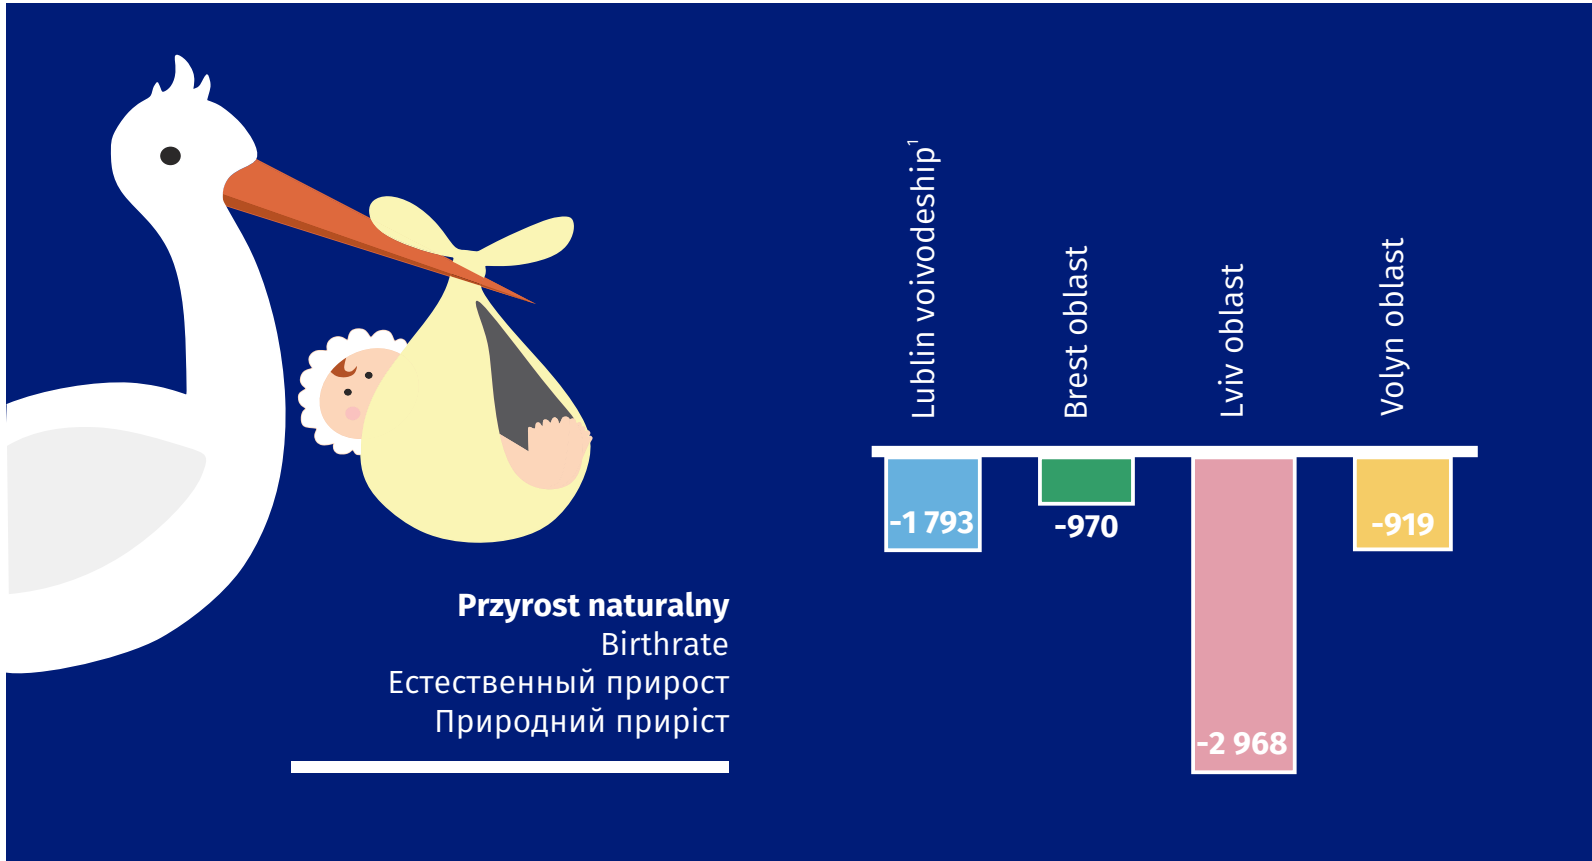 Przyrost naturalny
Birthrate
Естественный прирост
Природний приріст
Lublin voivodeship¹
Brest oblast
Lviv oblast
Volyn oblast
-1 793
-970
-2 968
-919